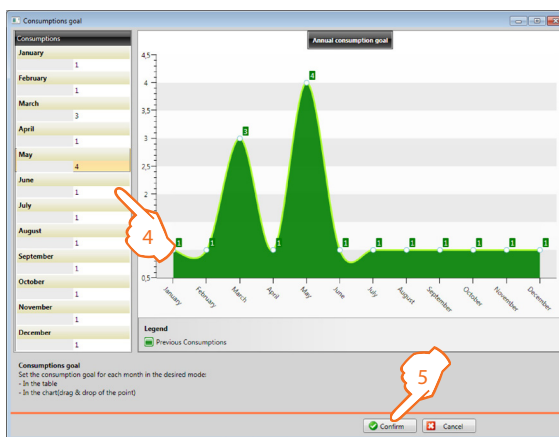 Consumptions goal
Consumptions
January
1
February
1
March
3
April
1
May
4
June
1
July
1
August
1
September
1
October
1
November
1
December
1
Annual consumption goal
4,5
4
3,5
3
2,5
2
0,5
1
1
3
1
4
1
1
1
1
1
1
1
January
February
March
April
May
June
July
August
September
October
November
December
Legend
Previous Consumptions
4
Consumptions goal
Set the consumption goal for each month in the desired mode:
- In the table
- In the chart(drag & drop of the point)
5
Confirm
Cancel